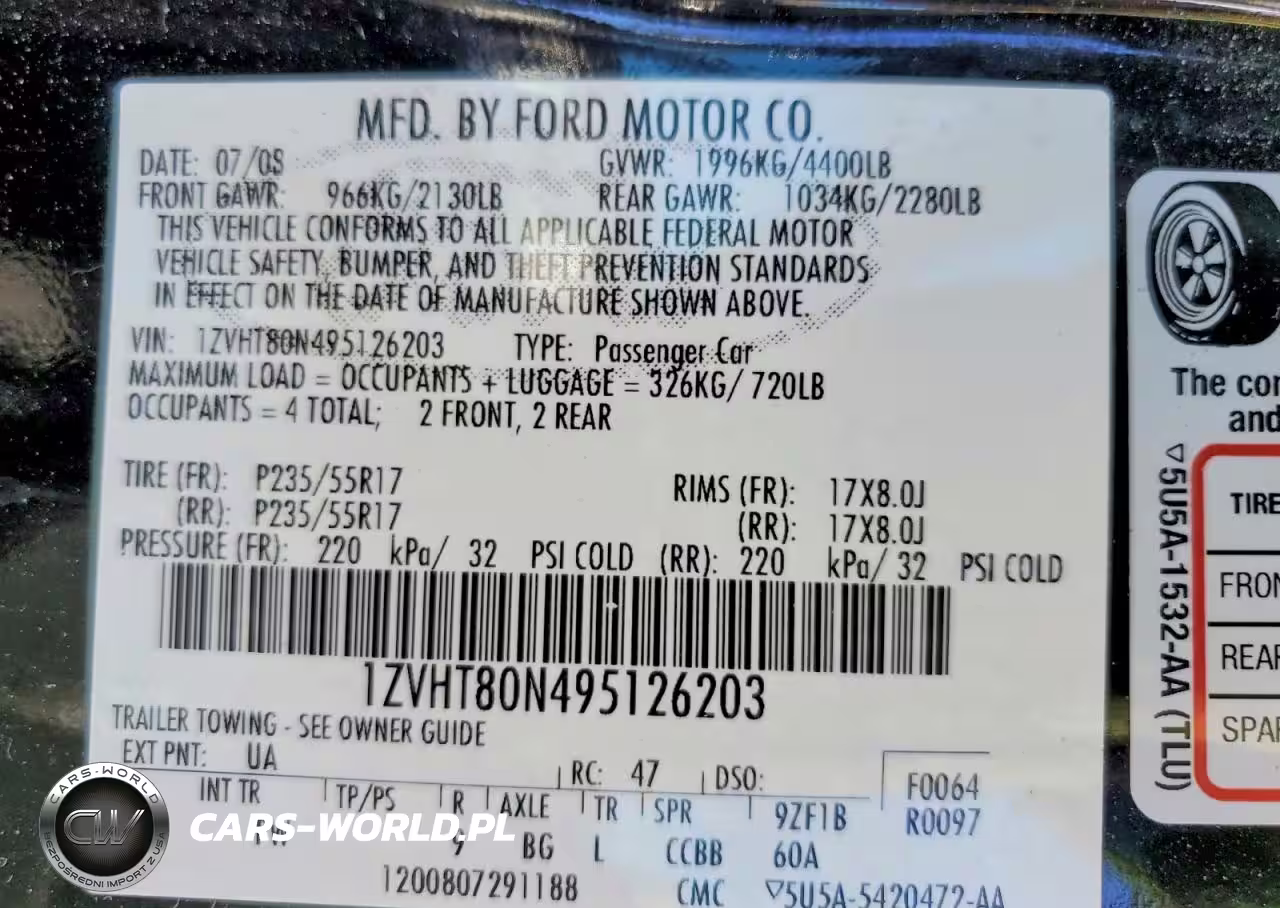 MFD. BY FORD MOTOR CO.
DATE: 07/08 GVWR: 1996KG/4400LB
FRONT GAWR: 966KG/2130LB REAR GAWR: 1034KG/2280LB
THIS VEHICLE CONFORMS TO ALL APPLICABLE FEDERAL MOTOR
VEHICLE SAFETY, BUMPER, AND THEFT PREVENTION STANDARDS
IN EFFECT ON THE DATE OF MANUFACTURE SHOWN ABOVE.
VIN: 1ZVHT80N495126203 TYPE: Passenger Car
MAXIMUM LOAD = OCCUPANTS + LUGGAGE = 326KG/ 720LB
OCCUPANTS = 4 TOTAL; 2 FRONT, 2 REAR
TIRE (FR): P235/55R17 RIMS (FR): 17X8.0J
(RR): P235/55R17 (RR): 17X8.0J
PRESSURE (FR): 220 kPa/ 32 PSI COLD (RR): 220 kPa/ 32 PSI COLD
1ZVHT80N495126203
TRAILER TOWING - SEE OWNER GUIDE
EXT PNT: UA RC: 47 DSO:
INT TR TP/PS R AXLE TR SPR 9ZF1B F0064
R0097
9 BG L CCBB 60A
1200807291188 CMC ▽5U5A-5420472-AA
The
and
▽5U5A-1532-AA (TLU)
TIRE
CARS-WORLD
CW
BEZPOŚREDNI IMPORT Z USA
CARS-WORLD.PL